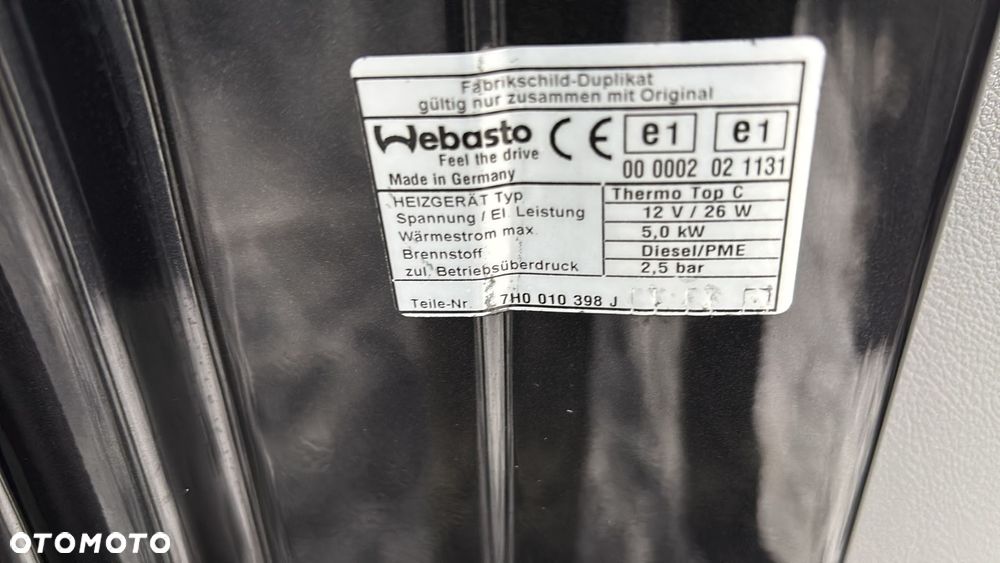 Fabrikschild-Duplikat
gültig nur zusammen mit Original
Webasto CE e1 e1
Feel the drive
00 0002 02 1131
Made in Germany
HEIZGERÄT Typ Thermo Top C
Spannung / El. Leistung 12 V / 26 W
Wärmestrom max. 5,0 kW
Brennstoff Diesel/PME
zul. Betriebsüberdruck 2,5 bar
Teile-Nr. 7H0 010 398 J
OTOMOTO